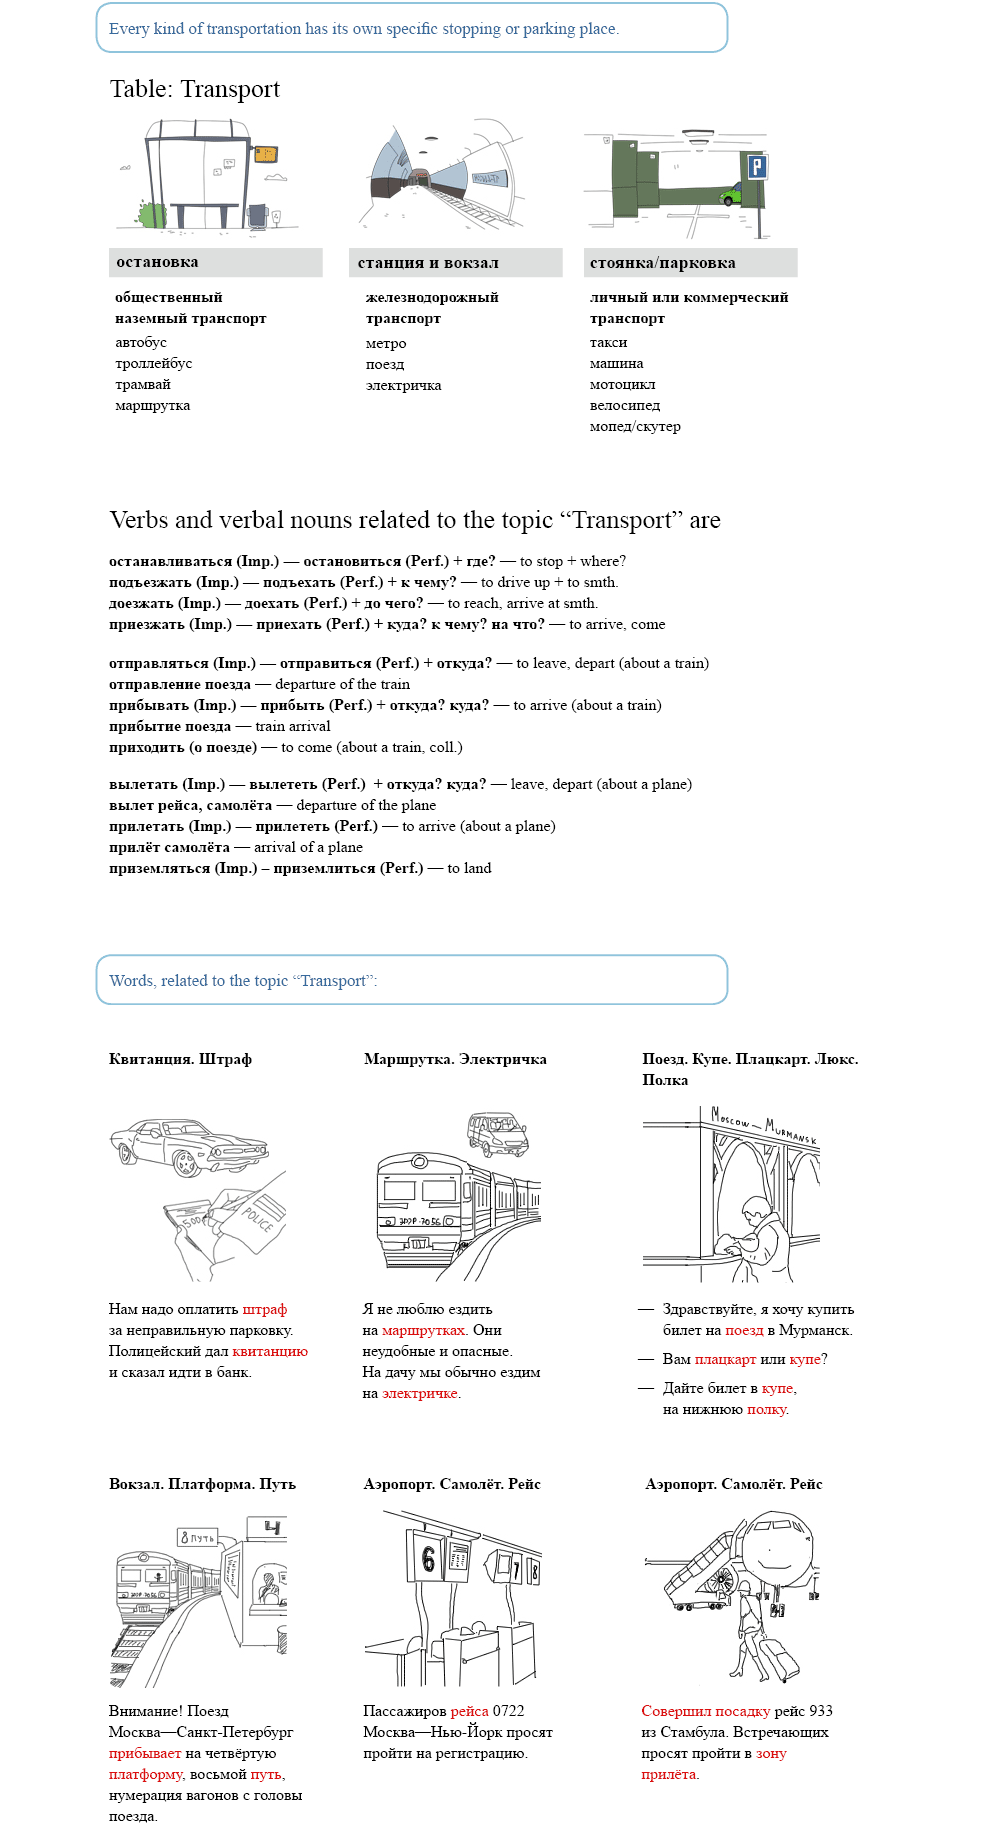 Every kind of transportation has its own specific stopping or parking place.
Table: Transport
P
остановка
общественный
наземный транспорт
автобус
троллейбус
трамвай
маршрутка
станция и вокзал
железнодорожный
транспорт
метро
поезд
электричка
стоянка/парковка
личный или коммерческий
транспорт
такси
машина
мотоцикл
велосипед
мопед/скутер
Verbs and verbal nouns related to the topic “Transport” are
останавливаться (Imp.) — остановиться (Perf.) + где? — to stop + where?
подъезжать (Imp.) — подъехать (Perf.) + к чему? — to drive up + to smth.
доезжать (Imp.) — доехать (Perf.) + до чего? — to reach, arrive at smth.
приезжать (Imp.) — приехать (Perf.) + куда? к чему? на что? — to arrive, come
отправляться (Imp.) — отправиться (Perf.) + откуда? — to leave, depart (about a train)
отправление поезда — departure of the train
прибывать (Imp.) — прибыть (Perf.) + откуда? куда? — to arrive (about a train)
прибытие поезда — train arrival
приходить (о поезде) — to come (about a train, coll.)
вылетать (Imp.) — вылететь (Perf.)  + откуда? куда? — leave, depart (about a plane)
вылет рейса, самолёта — departure of the plane
прилетать (Imp.) — прилететь (Perf.) — to arrive (about a plane)
прилёт самолёта — arrival of a plane
приземляться (Imp.) – приземлиться (Perf.) — to land
Words, related to the topic “Transport”:
Квитанция. Штраф
500
POLICE
Нам надо оплатить штраф
за неправильную парковку.
Полицейский дал квитанцию
и сказал идти в банк.
Маршрутка. Электричка
ЭР2Р-7056
Я не люблю ездить
на маршрутках. Они
неудобные и опасные.
На дачу мы обычно ездим
на электричке.
Поезд. Купе. Плацкарт. Люкс.
Полка
Moscow — Murmansk
— Здравствуйте, я хочу купить
билет на поезд в Мурманск.
— Вам плацкарт или купе?
— Дайте билет в купе,
на нижнюю полку.
Вокзал. Платформа. Путь
8 путь
4
ЭР2Р-7056
Внимание! Поезд
Москва—Санкт-Петербург
прибывает на четвёртую
платформу, восьмой путь,
нумерация вагонов с головы
поезда.
Аэропорт. Самолёт. Рейс
6
7
8
Пассажиров рейса 0722
Москва—Нью-Йорк просят
пройти на регистрацию.
Аэропорт. Самолёт. Рейс
Совершил посадку рейс 933
из Стамбула. Встречающих
просят пройти в зону
прилёта.